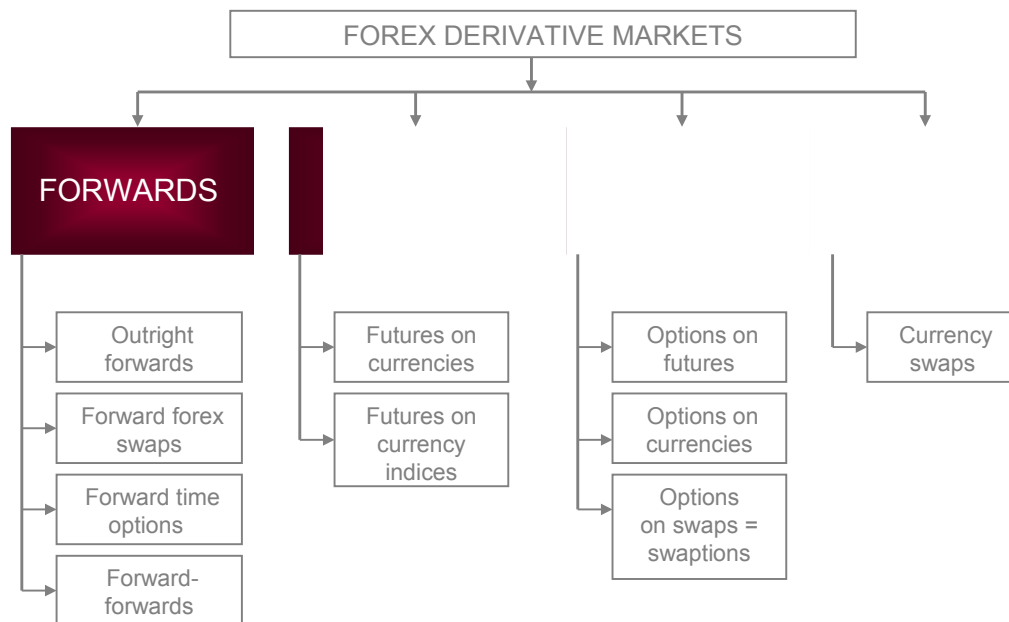 FOREX DERIVATIVE MARKETS
FORWARDS
Outright
forwards
Forward forex
swaps
Forward time
options
Forward-
forwards
Futures on
currencies
Futures on
currency
indices
Options on
futures
Options on
currencies
Options
on swaps =
swaptions
Currency
swaps